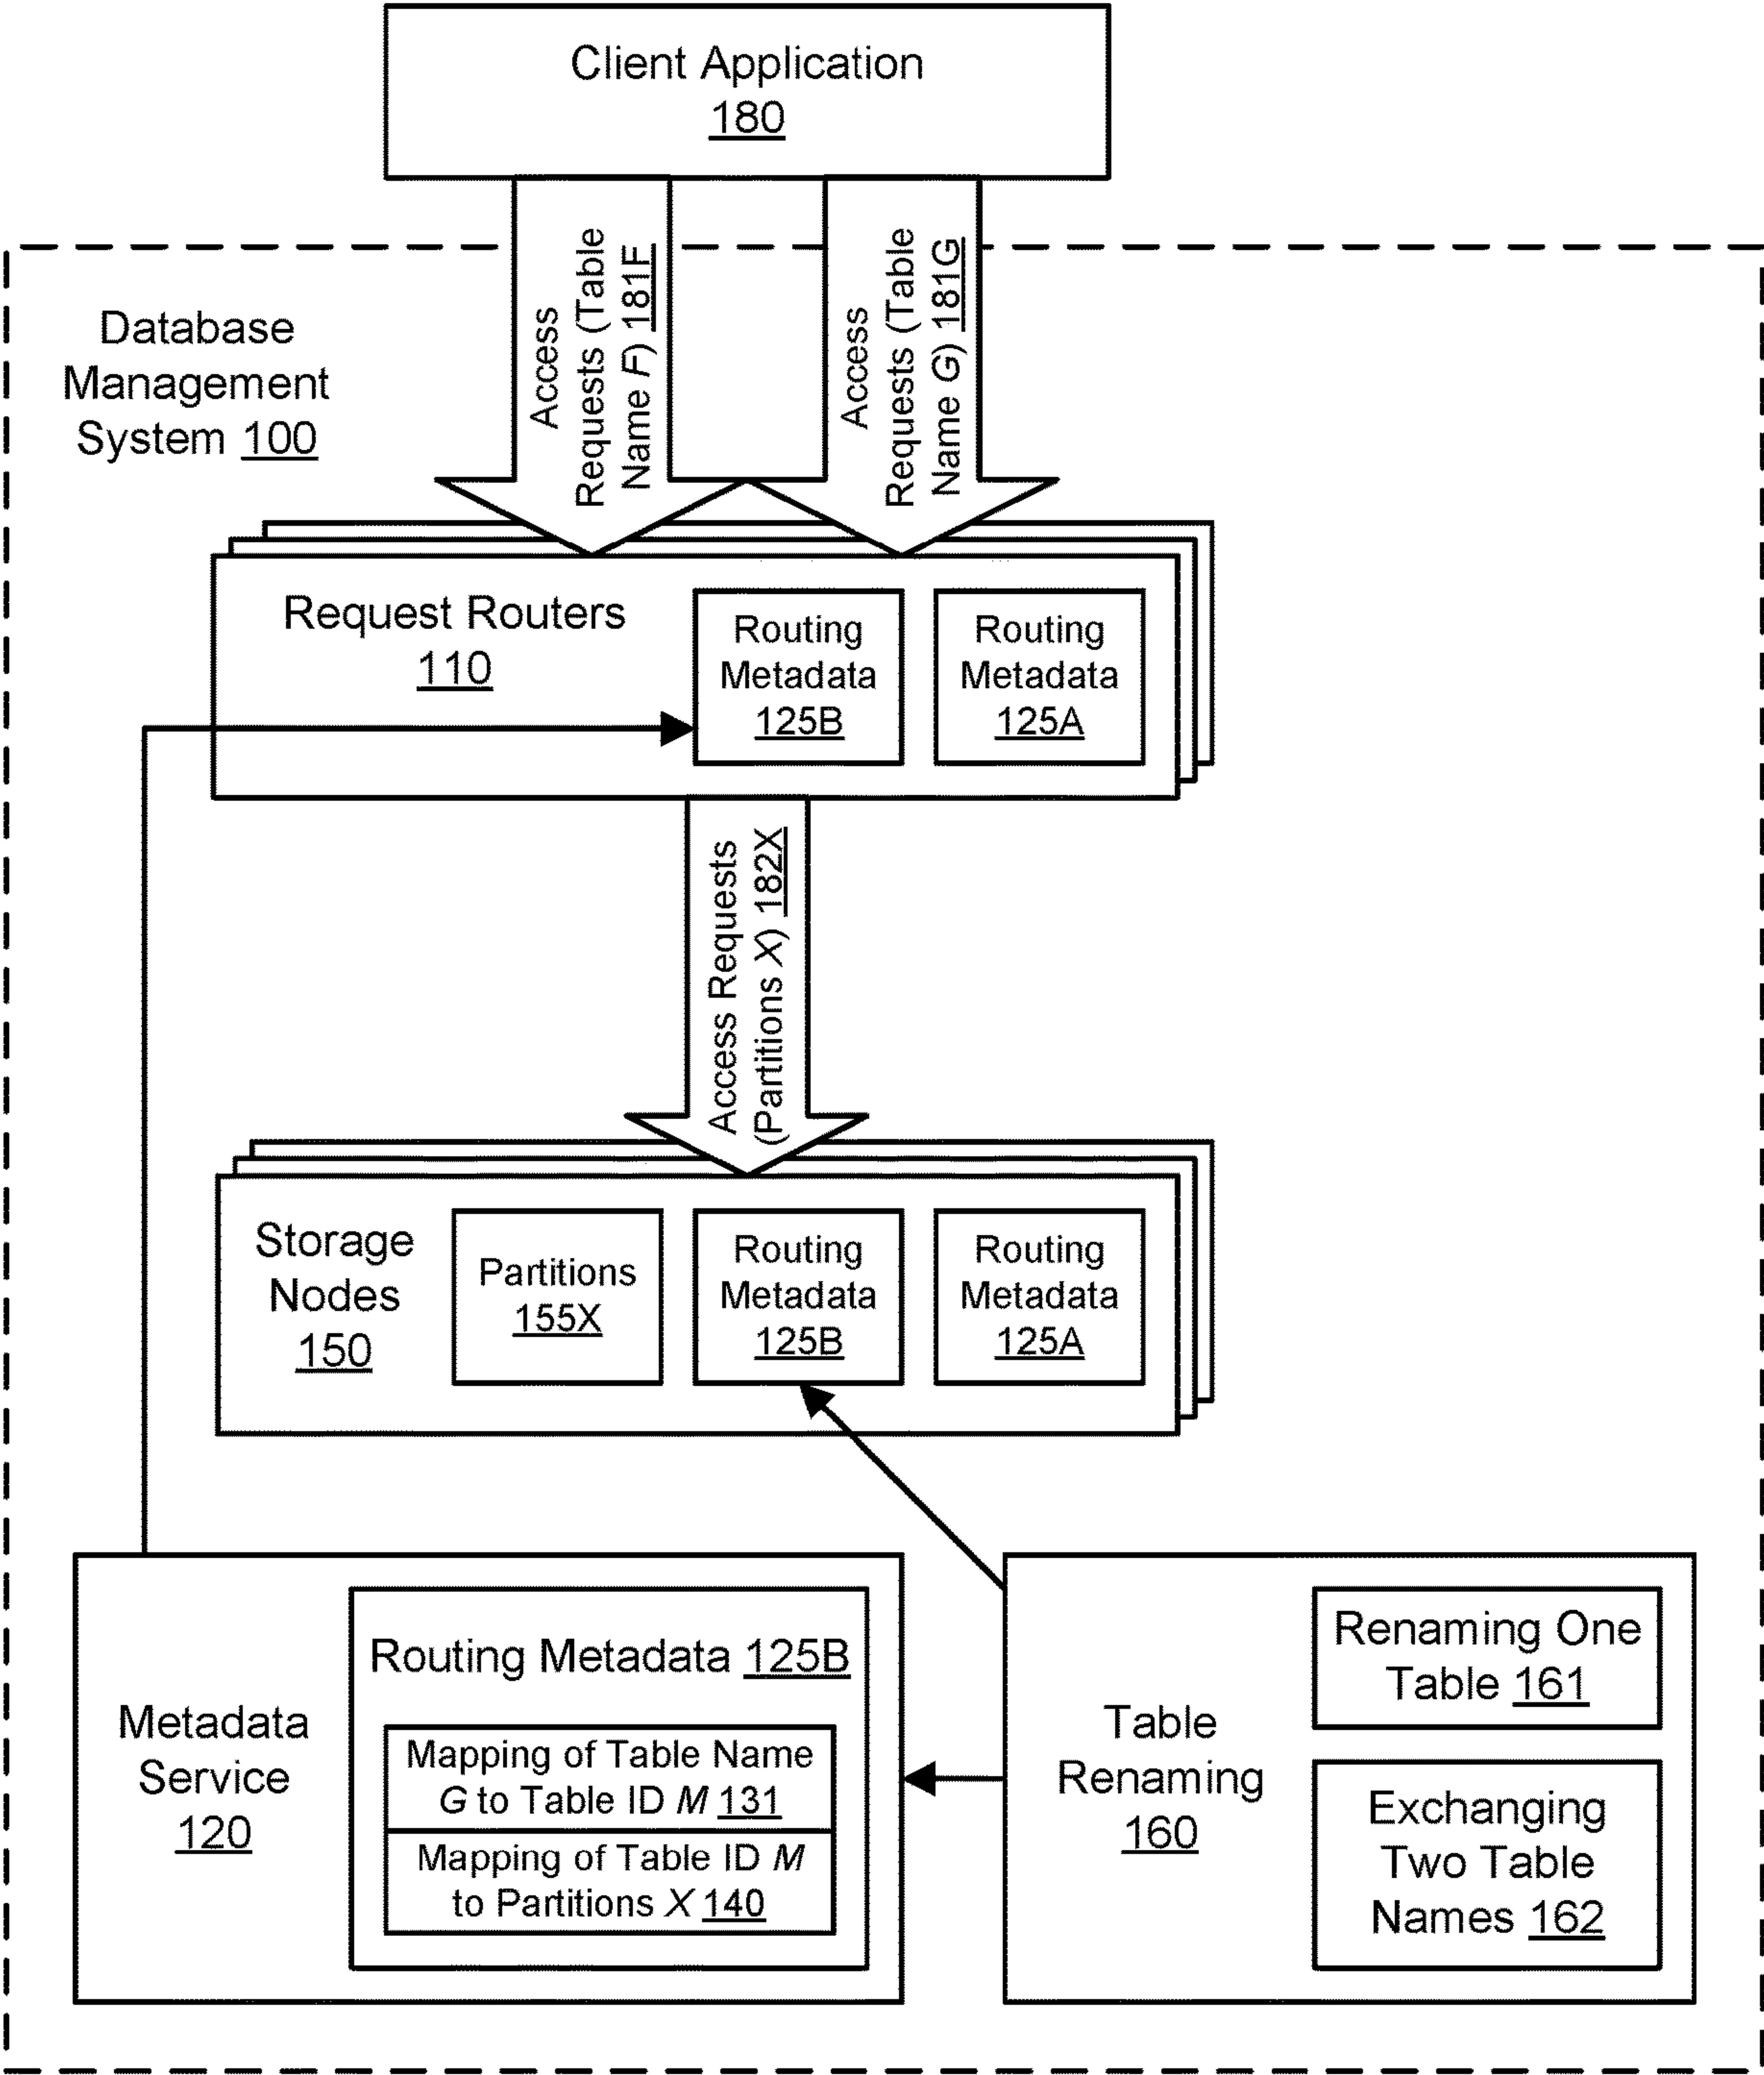 Client Application
180
Database
Management
System 100
Access
Requests (Table
Name F) 181F
Access
Requests (Table
Name G) 181G
Request Routers
110
Routing
Metadata
125B
Routing
Metadata
125A
Access Requests
(Partitions X) 182X
Storage
Nodes
150
Partitions
155X
Routing
Metadata
125B
Routing
Metadata
125A
Metadata
Service
120
Routing Metadata 125B
Mapping of Table Name
G to Table ID M 131
Mapping of Table ID M
to Partitions X 140
Table
Renaming
160
Renaming One
Table 161
Exchanging
Two Table
Names 162